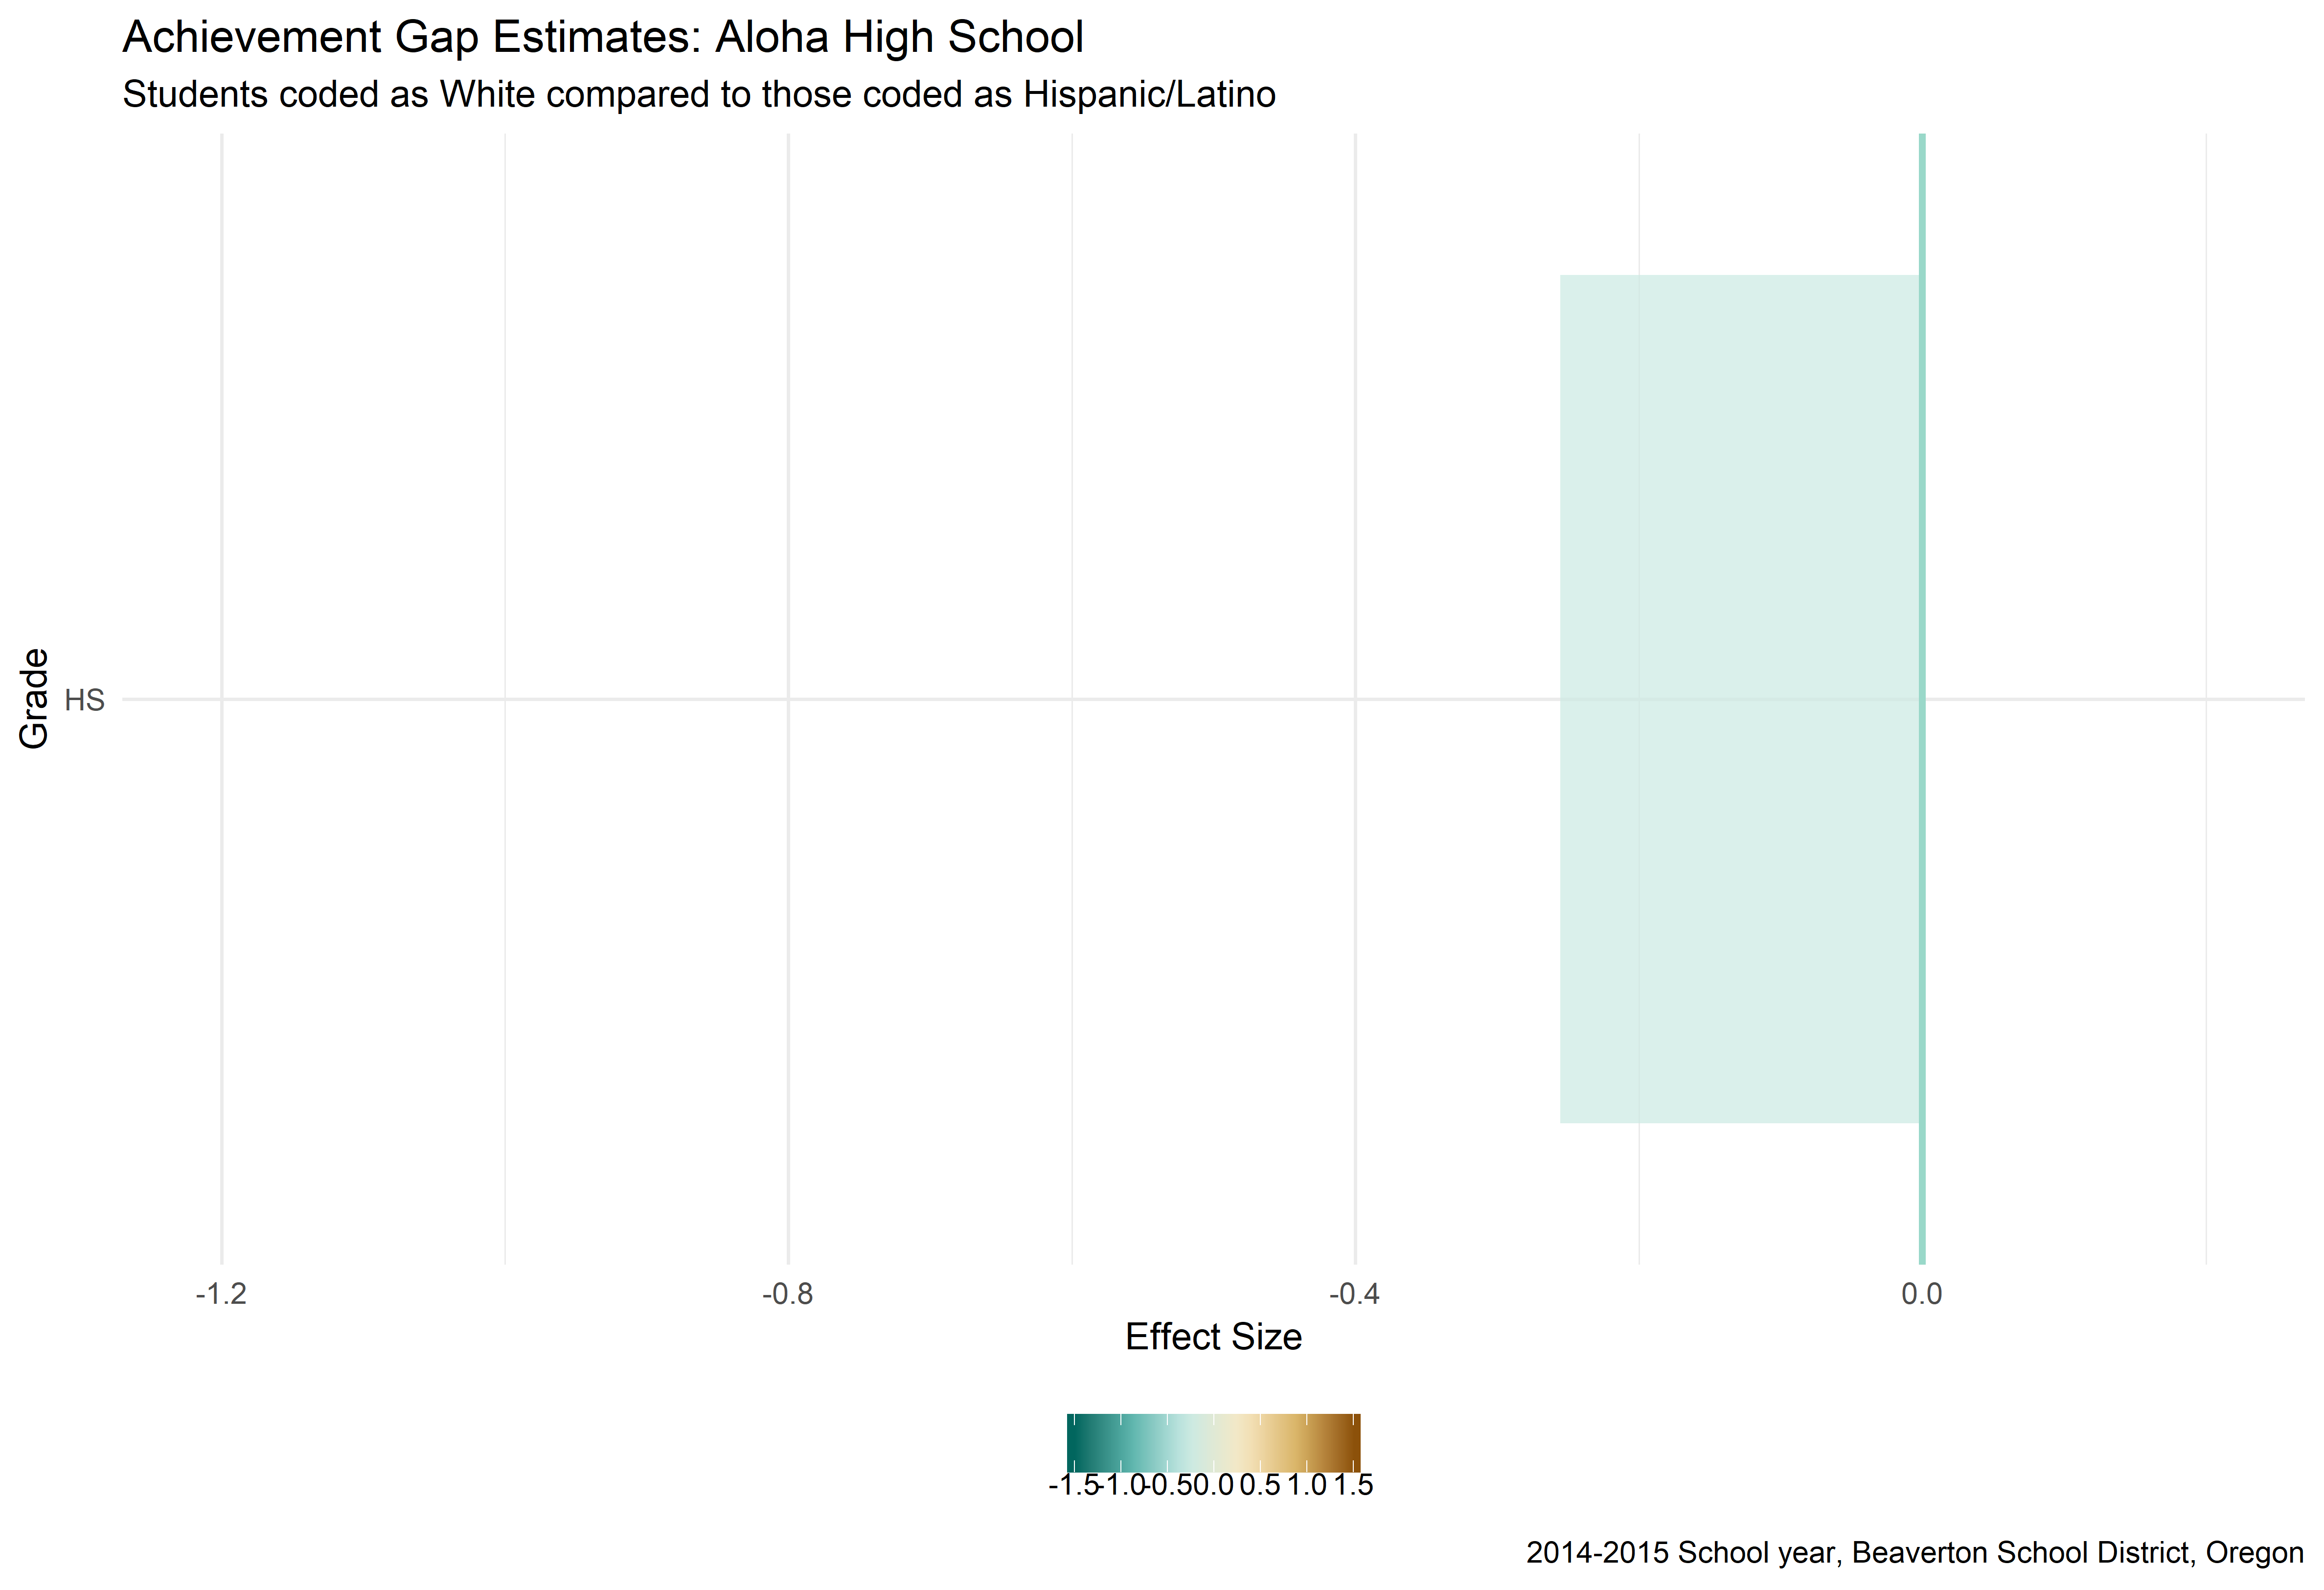 Achievement Gap Estimates: Aloha High School
Students coded as White compared to those coded as Hispanic/Latino
Grade
HS
-1.2 -0.8 -0.4 0.0
Effect Size
-1.5 -1.0 -0.5 0.0 0.5 1.0 1.5
2014-2015 School year, Beaverton School District, Oregon